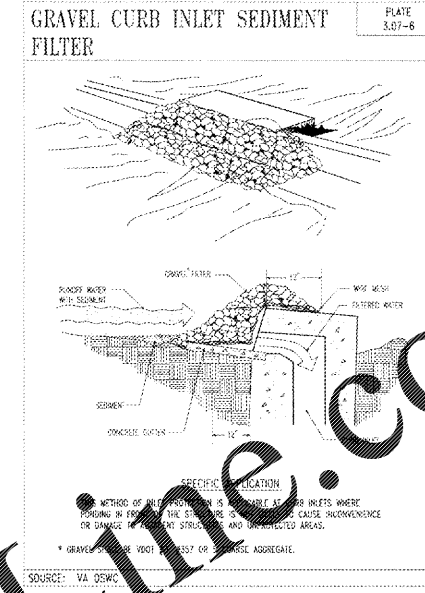 GRAVEL CURB INLET SEDIMENT
FILTER
PLATE
3.07-6
GRAVEL FILTER
12"
RUNOFF WATER
WITH SEDIMENT
WIRE MESH
FILTERED WATER
SEDIMENT
CONCRETE GUTTER
12"
SPECIFIC APPLICATION
METHOD OF INLET PROTECTION IS APPLICABLE AT CURB INLETS WHERE
PONDING IN FRONT OF THE STRUCTURE IS CAUSE INCONVENIENCE
OR DAMAGE TO STRUCTURES AND UNPROTECTED AREAS.
* GRAVEL BE VDOT OR COARSE AGGREGATE.
SOURCE: VA DSWC
ine.co